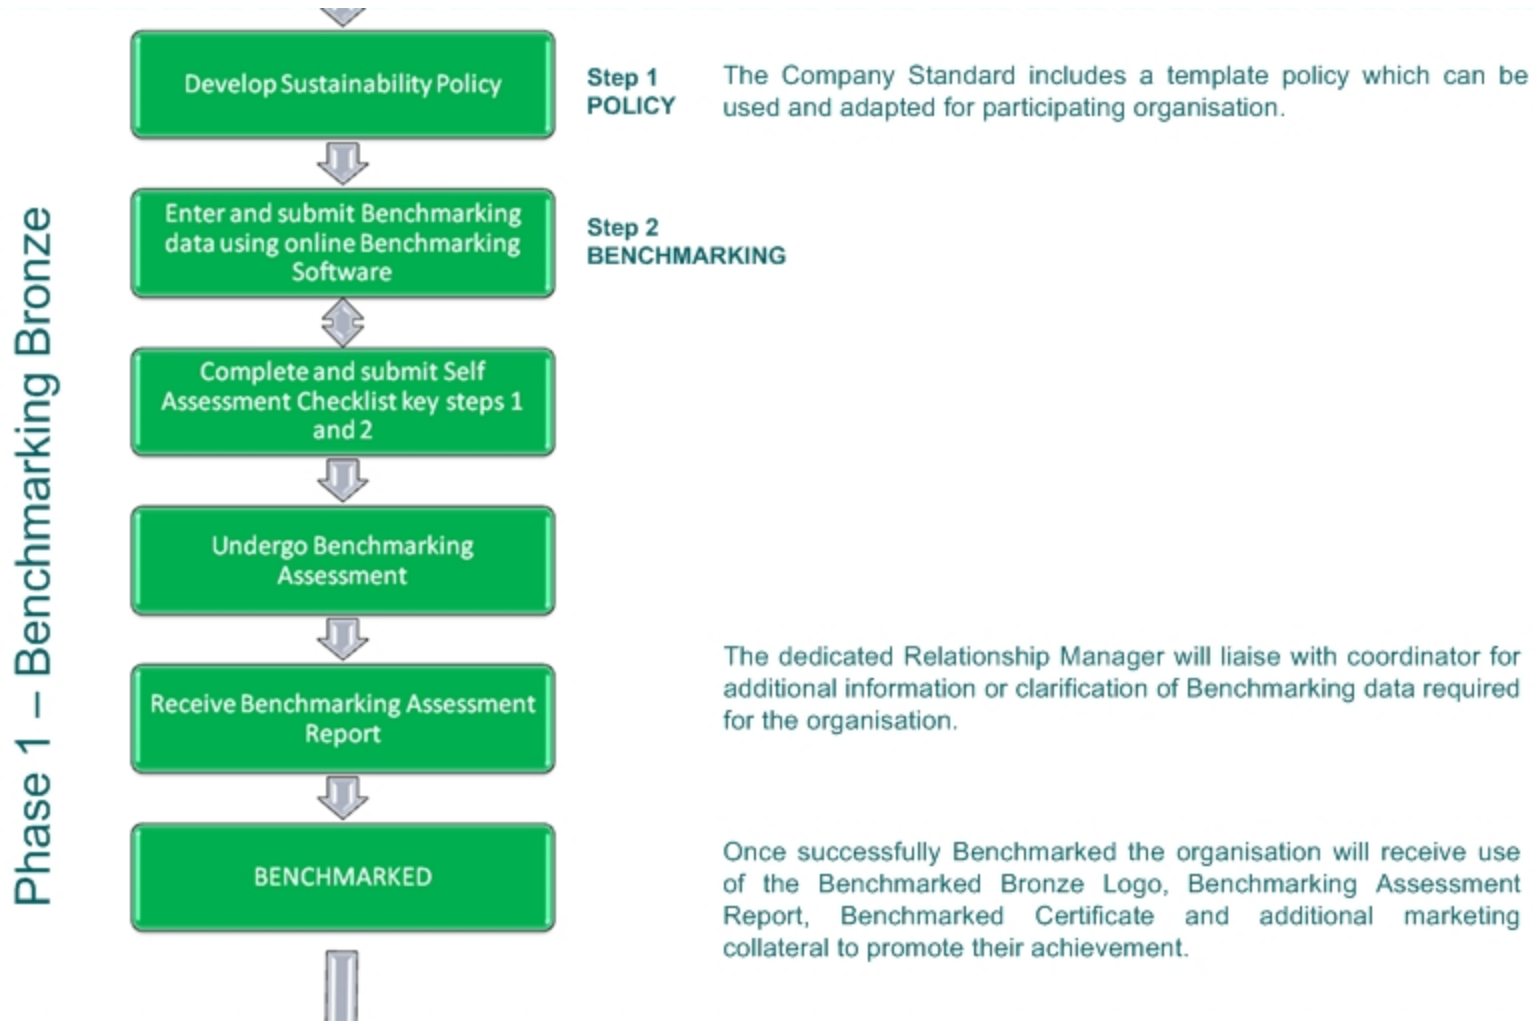 Phase 1 – Benchmarking Bronze
Develop Sustainability Policy
Step 1
POLICY
The Company Standard includes a template policy which can be
used and adapted for participating organisation.
Enter and submit Benchmarking
data using online Benchmarking
Software
Step 2
BENCHMARKING
Complete and submit Self
Assessment Checklist key steps 1
and 2
Undergo Benchmarking
Assessment
Receive Benchmarking Assessment
Report
The dedicated Relationship Manager will liaise with coordinator for
additional information or clarification of Benchmarking data required
for the organisation.
BENCHMARKED
Once successfully Benchmarked the organisation will receive use
of the Benchmarked Bronze Logo, Benchmarking Assessment
Report, Benchmarked Certificate and additional marketing
collateral to promote their achievement.